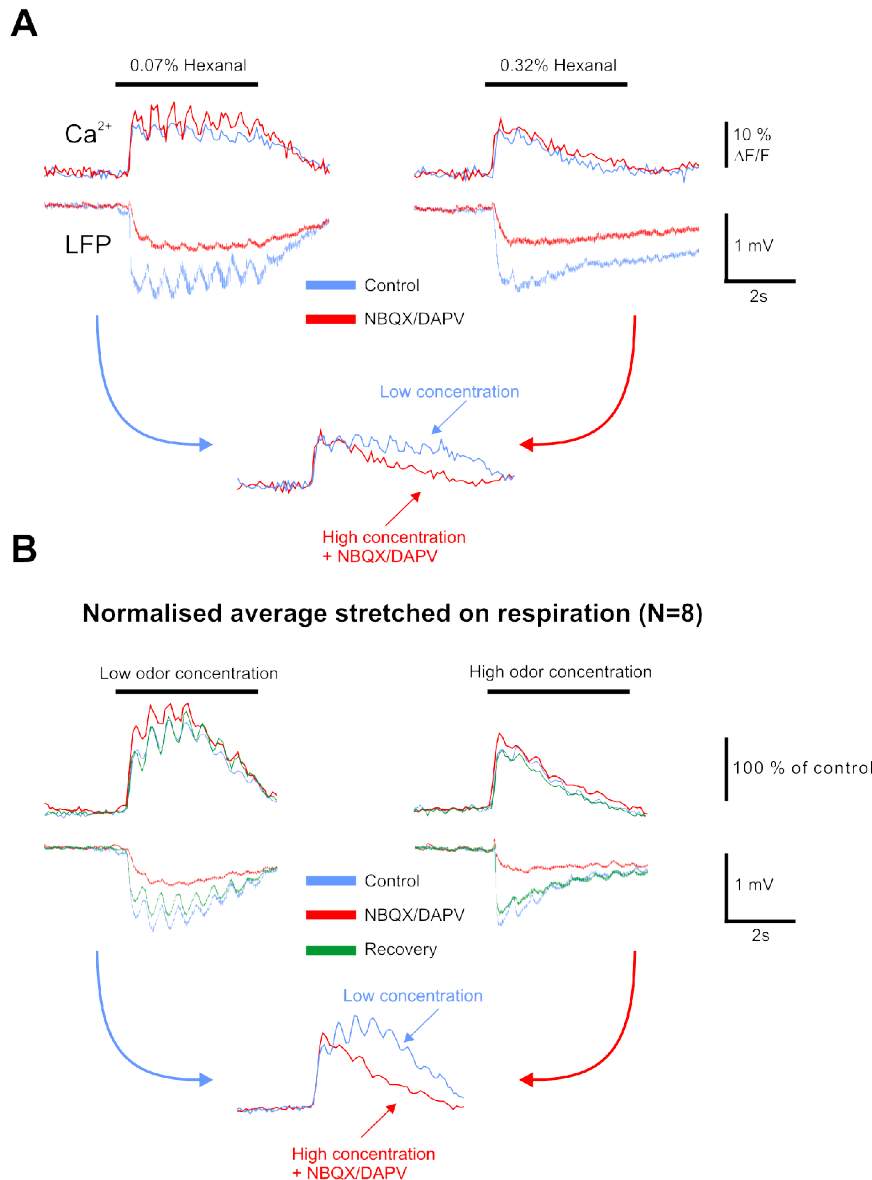 A
0.07% Hexanal
0.32% Hexanal
Ca²⁺
10 %
ΔF/F
LFP
1 mV
2s
Control
NBQX/DAPV
Low concentration
High concentration
+ NBQX/DAPV
B
Normalised average stretched on respiration (N=8)
Low odor concentration
High odor concentration
100 % of control
Control
NBQX/DAPV
Recovery
1 mV
2s
Low concentration
High concentration
+ NBQX/DAPV